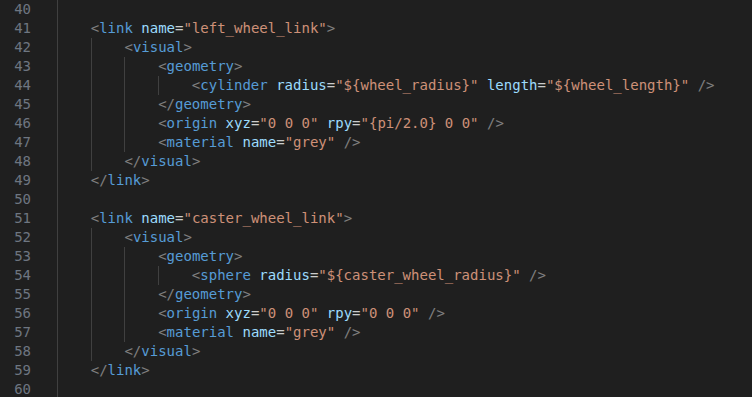 40
41 <link name="left_wheel_link">
42 <visual>
43 <geometry>
44 <cylinder radius="${wheel_radius}" length="${wheel_length}" />
45 </geometry>
46 <origin xyz="0 0 0" rpy="{pi/2.0} 0 0" />
47 <material name="grey" />
48 </visual>
49 </link>
50
51 <link name="caster_wheel_link">
52 <visual>
53 <geometry>
54 <sphere radius="${caster_wheel_radius}" />
55 </geometry>
56 <origin xyz="0 0 0" rpy="0 0 0" />
57 <material name="grey" />
58 </visual>
59 </link>
60